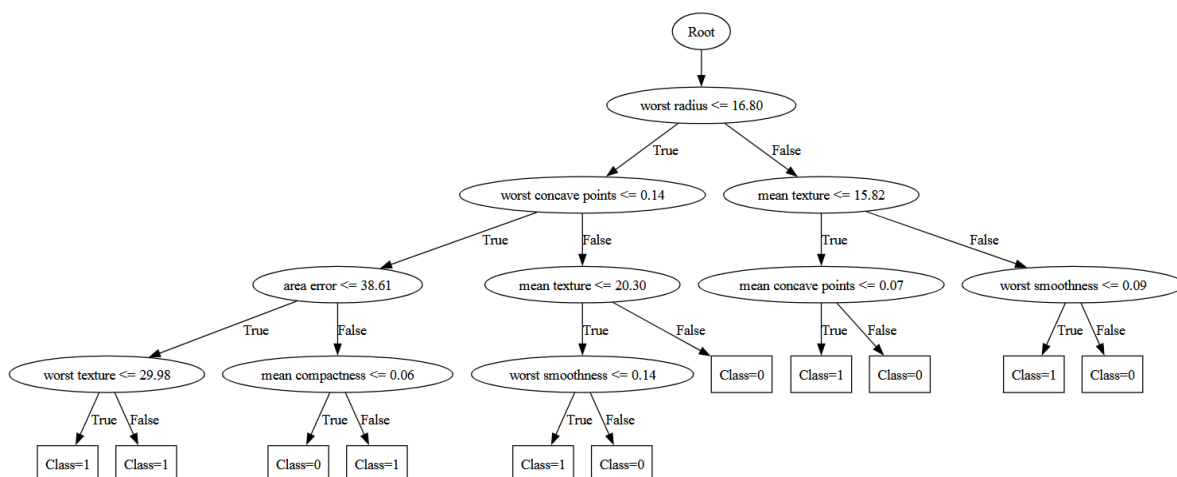 Root
worst radius <= 16.80
True
False
worst concave points <= 0.14
mean texture <= 15.82
True
False
True
False
area error <= 38.61
mean texture <= 20.30
mean concave points <= 0.07
worst smoothness <= 0.09
True
False
True
False
True
False
True
False
worst texture <= 29.98
mean compactness <= 0.06
worst smoothness <= 0.14
Class=0
Class=1
Class=0
Class=1
Class=0
True
False
True
False
True
False
Class=1
Class=1
Class=0
Class=1
Class=1
Class=0